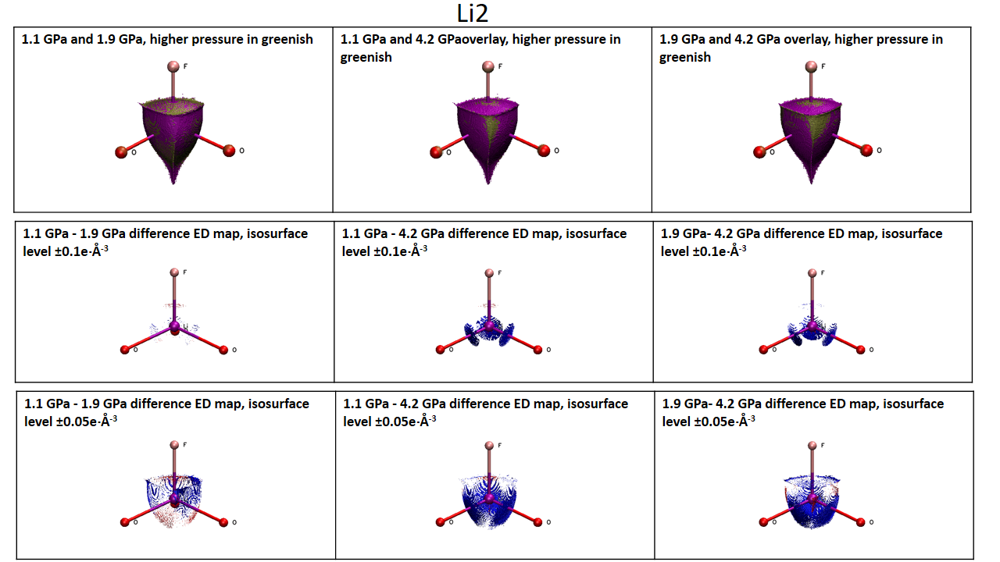 Li2
1.1 GPa and 1.9 GPa, higher pressure in greenish
1.1 GPa and 4.2 GPaoverlay, higher pressure in
greenish
1.9 GPa and 4.2 GPa overlay, higher pressure in
greenish
F
O
O
F
O
O
F
O
O
1.1 GPa - 1.9 GPa difference ED map, isosurface
level ±0.1e·Å-3
1.1 GPa - 4.2 GPa difference ED map, isosurface
level ±0.1e·Å-3
1.9 GPa- 4.2 GPa difference ED map, isosurface
level ±0.1e·Å-3
F
O
O
F
O
O
F
O
O
1.1 GPa - 1.9 GPa difference ED map, isosurface
level ±0.05e·Å-3
1.1 GPa - 4.2 GPa difference ED map, isosurface
level ±0.05e·Å-3
1.9 GPa- 4.2 GPa difference ED map, isosurface
level ±0.05e·Å-3
F
O
O
F
O
O
F
O
O